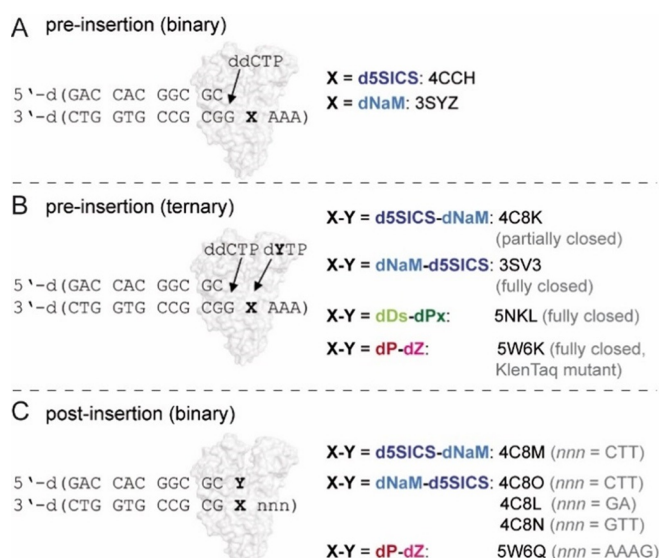 A pre-insertion (binary)
ddCTP
5'-d(GAC CAC GGC GC
3'-d(CTG GTG CCG CGG X AAA)
X = d5SICS: 4CCH
X = dNaM: 3SYZ
B pre-insertion (ternary)
ddCTP dYTP
5'-d(GAC CAC GGC GC
3'-d(CTG GTG CCG CGG X AAA)
X-Y = d5SICS-dNaM: 4C8K
(partially closed)
X-Y = dNaM-d5SICS: 3SV3
(fully closed)
X-Y = dDs-dPx: 5NKL (fully closed)
X-Y = dP-dZ: 5W6K (fully closed,
KlenTaq mutant)
C post-insertion (binary)
5'-d(GAC CAC GGC GC Y
3'-d(CTG GTG CCG CG X nnn)
X-Y = d5SICS-dNaM: 4C8M (nnn = CTT)
X-Y = dNaM-d5SICS: 4C8O (nnn = CTT)
4C8L (nnn = GA)
4C8N (nnn = GTT)
X-Y = dP-dZ: 5W6Q (nnn = AAAG)